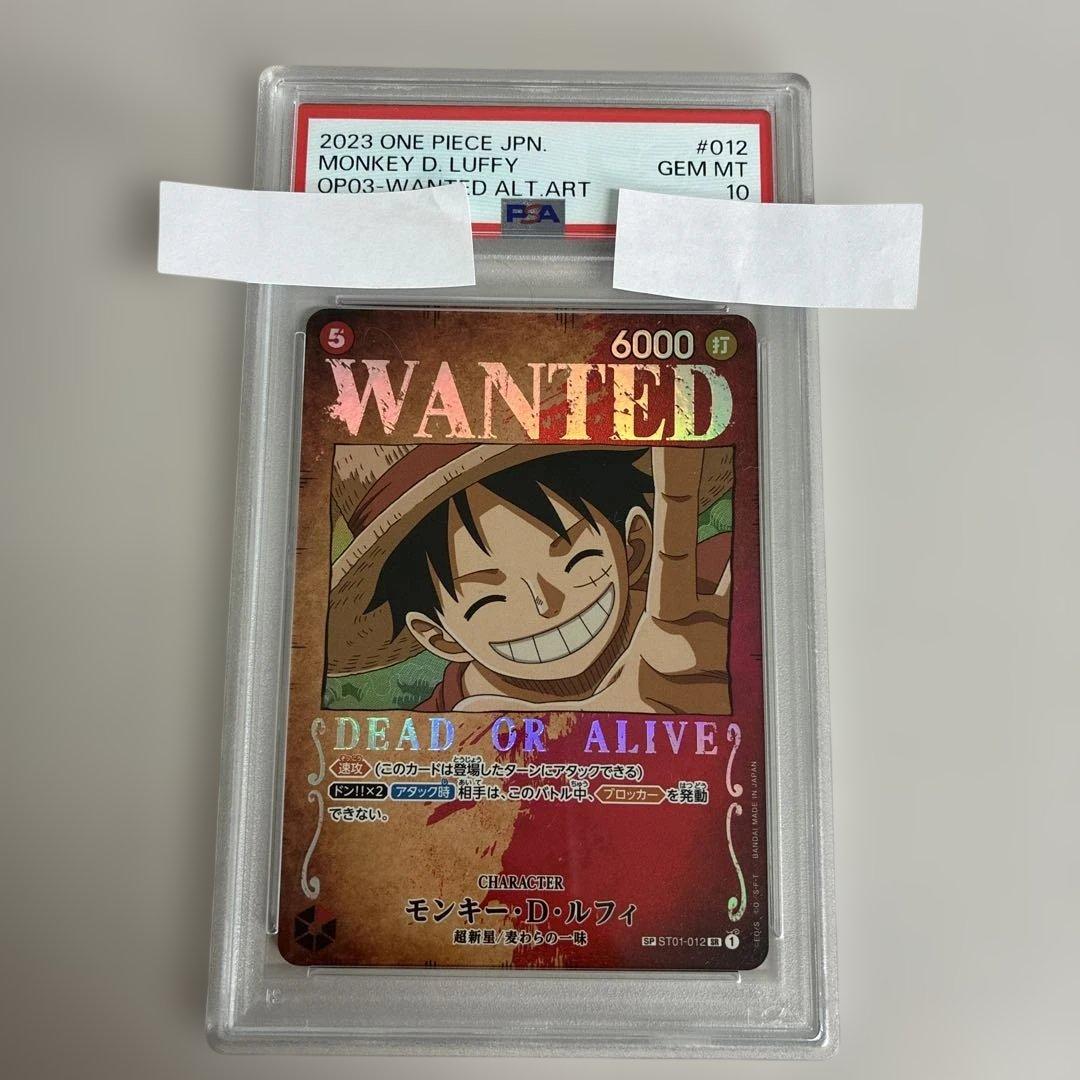 2023 ONE PIECE JPN.
#012
MONKEY D. LUFFY
GEM MT
OP03-WANTED ALT.ART
10
PSA
5
6000 打
WANTED
DEAD OR ALIVE
速攻 (このカードは登場したターンにアタックできる)
ドン!!×2 アタック時 相手は、このバトル中、ブロッカー を発動
できない。
CHARACTER
モンキー・D・ルフィ
超新星/麦わらの一味
SP ST01-012 SR 1
BANDAI MADE IN JAPAN